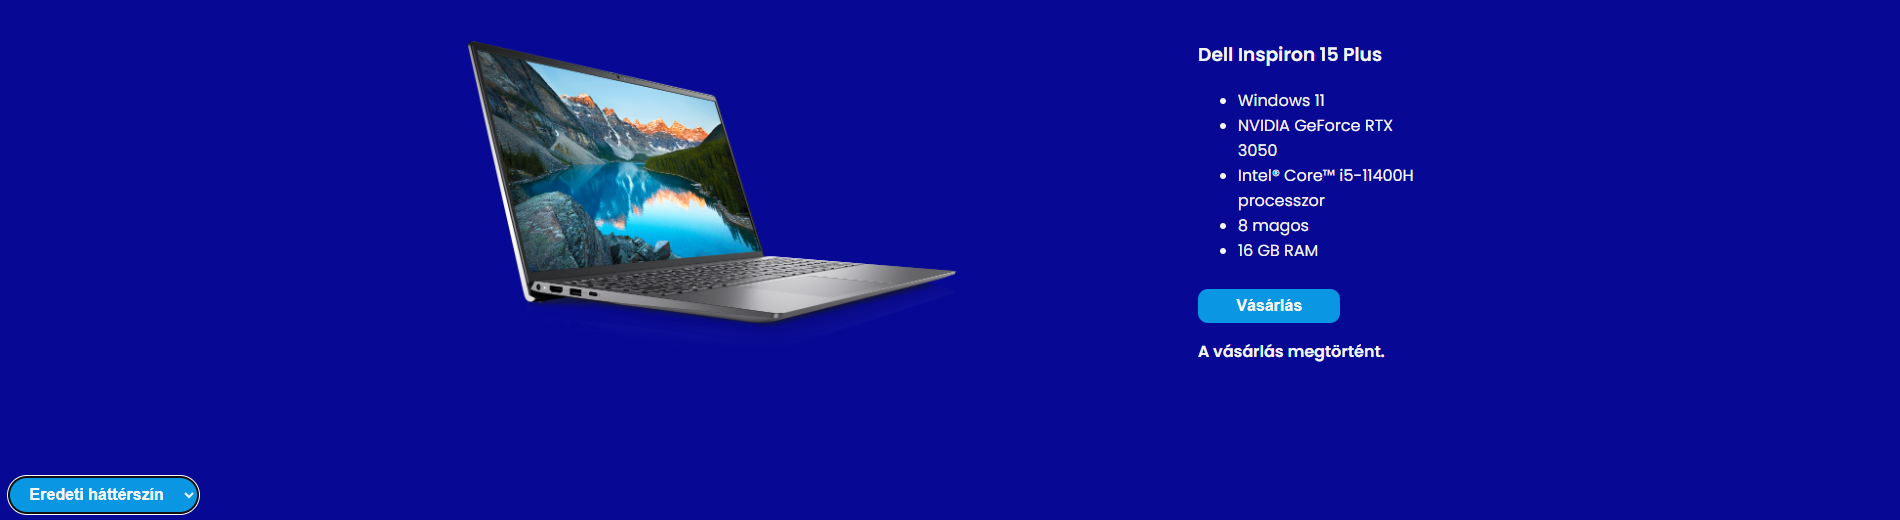 Dell Inspiron 15 Plus
Windows 11
NVIDIA GeForce RTX
3050
Intel® Core™ i5-11400H
processzor
8 magos
16 GB RAM
Vásárlás
A vásárlás megtörtént.
Eredeti háttérszín